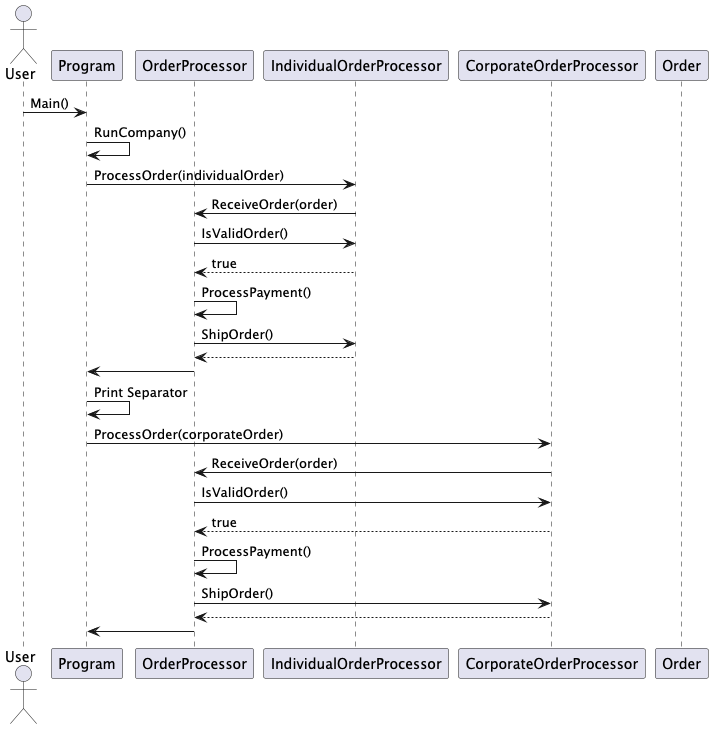 User
Program
OrderProcessor
IndividualOrderProcessor
CorporateOrderProcessor
Order
Main()
RunCompany()
ProcessOrder(individualOrder)
ReceiveOrder(order)
IsValidOrder()
true
ProcessPayment()
ShipOrder()
Print Separator
ProcessOrder(corporateOrder)
ReceiveOrder(order)
IsValidOrder()
true
ProcessPayment()
ShipOrder()
User
Program
OrderProcessor
IndividualOrderProcessor
CorporateOrderProcessor
Order